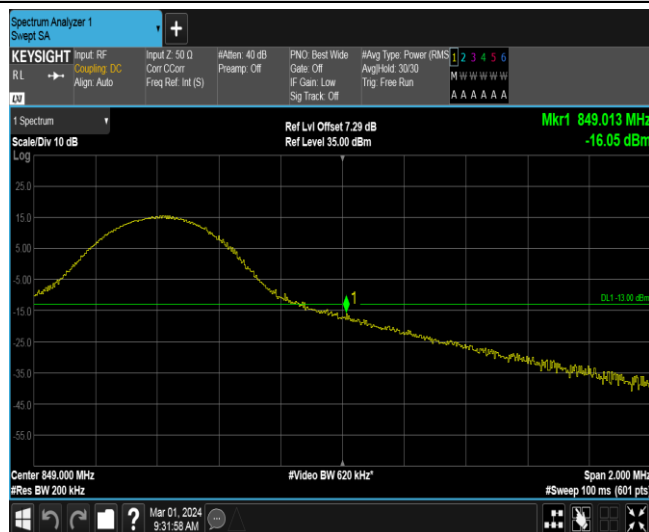 Spectrum Analyzer 1
Swept SA
KEYSIGHT
RL
LXI
Input: RF
Coupling: DC
Align: Auto
Input Z: 50 Ω
Corr CCorr
Freq Ref: Int (S)
#Atten: 40 dB
Preamp: Off
PNO: Best Wide
Gate: Off
IF Gain: Low
Sig Track: Off
#Avg Type: Power (RMS
Avg|Hold: 30/30
Trig: Free Run
1 2 3 4 5 6
M W W W W W
A A A A A A
1 Spectrum
Scale/Div 10 dB
Log
Ref Lvl Offset 7.29 dB
Ref Level 35.00 dBm
Mkr1 849.013 MHz
-16.05 dBm
25.0
15.0
5.00
-5.00
-15.0
-25.0
-35.0
-45.0
-55.0
1
DL1 -13.00 dBm
Center 849.000 MHz
#Res BW 200 kHz
#Video BW 620 kHz*
Span 2.000 MHz
#Sweep 100 ms (601 pts)
?
Mar 01, 2024
9:31:58 AM